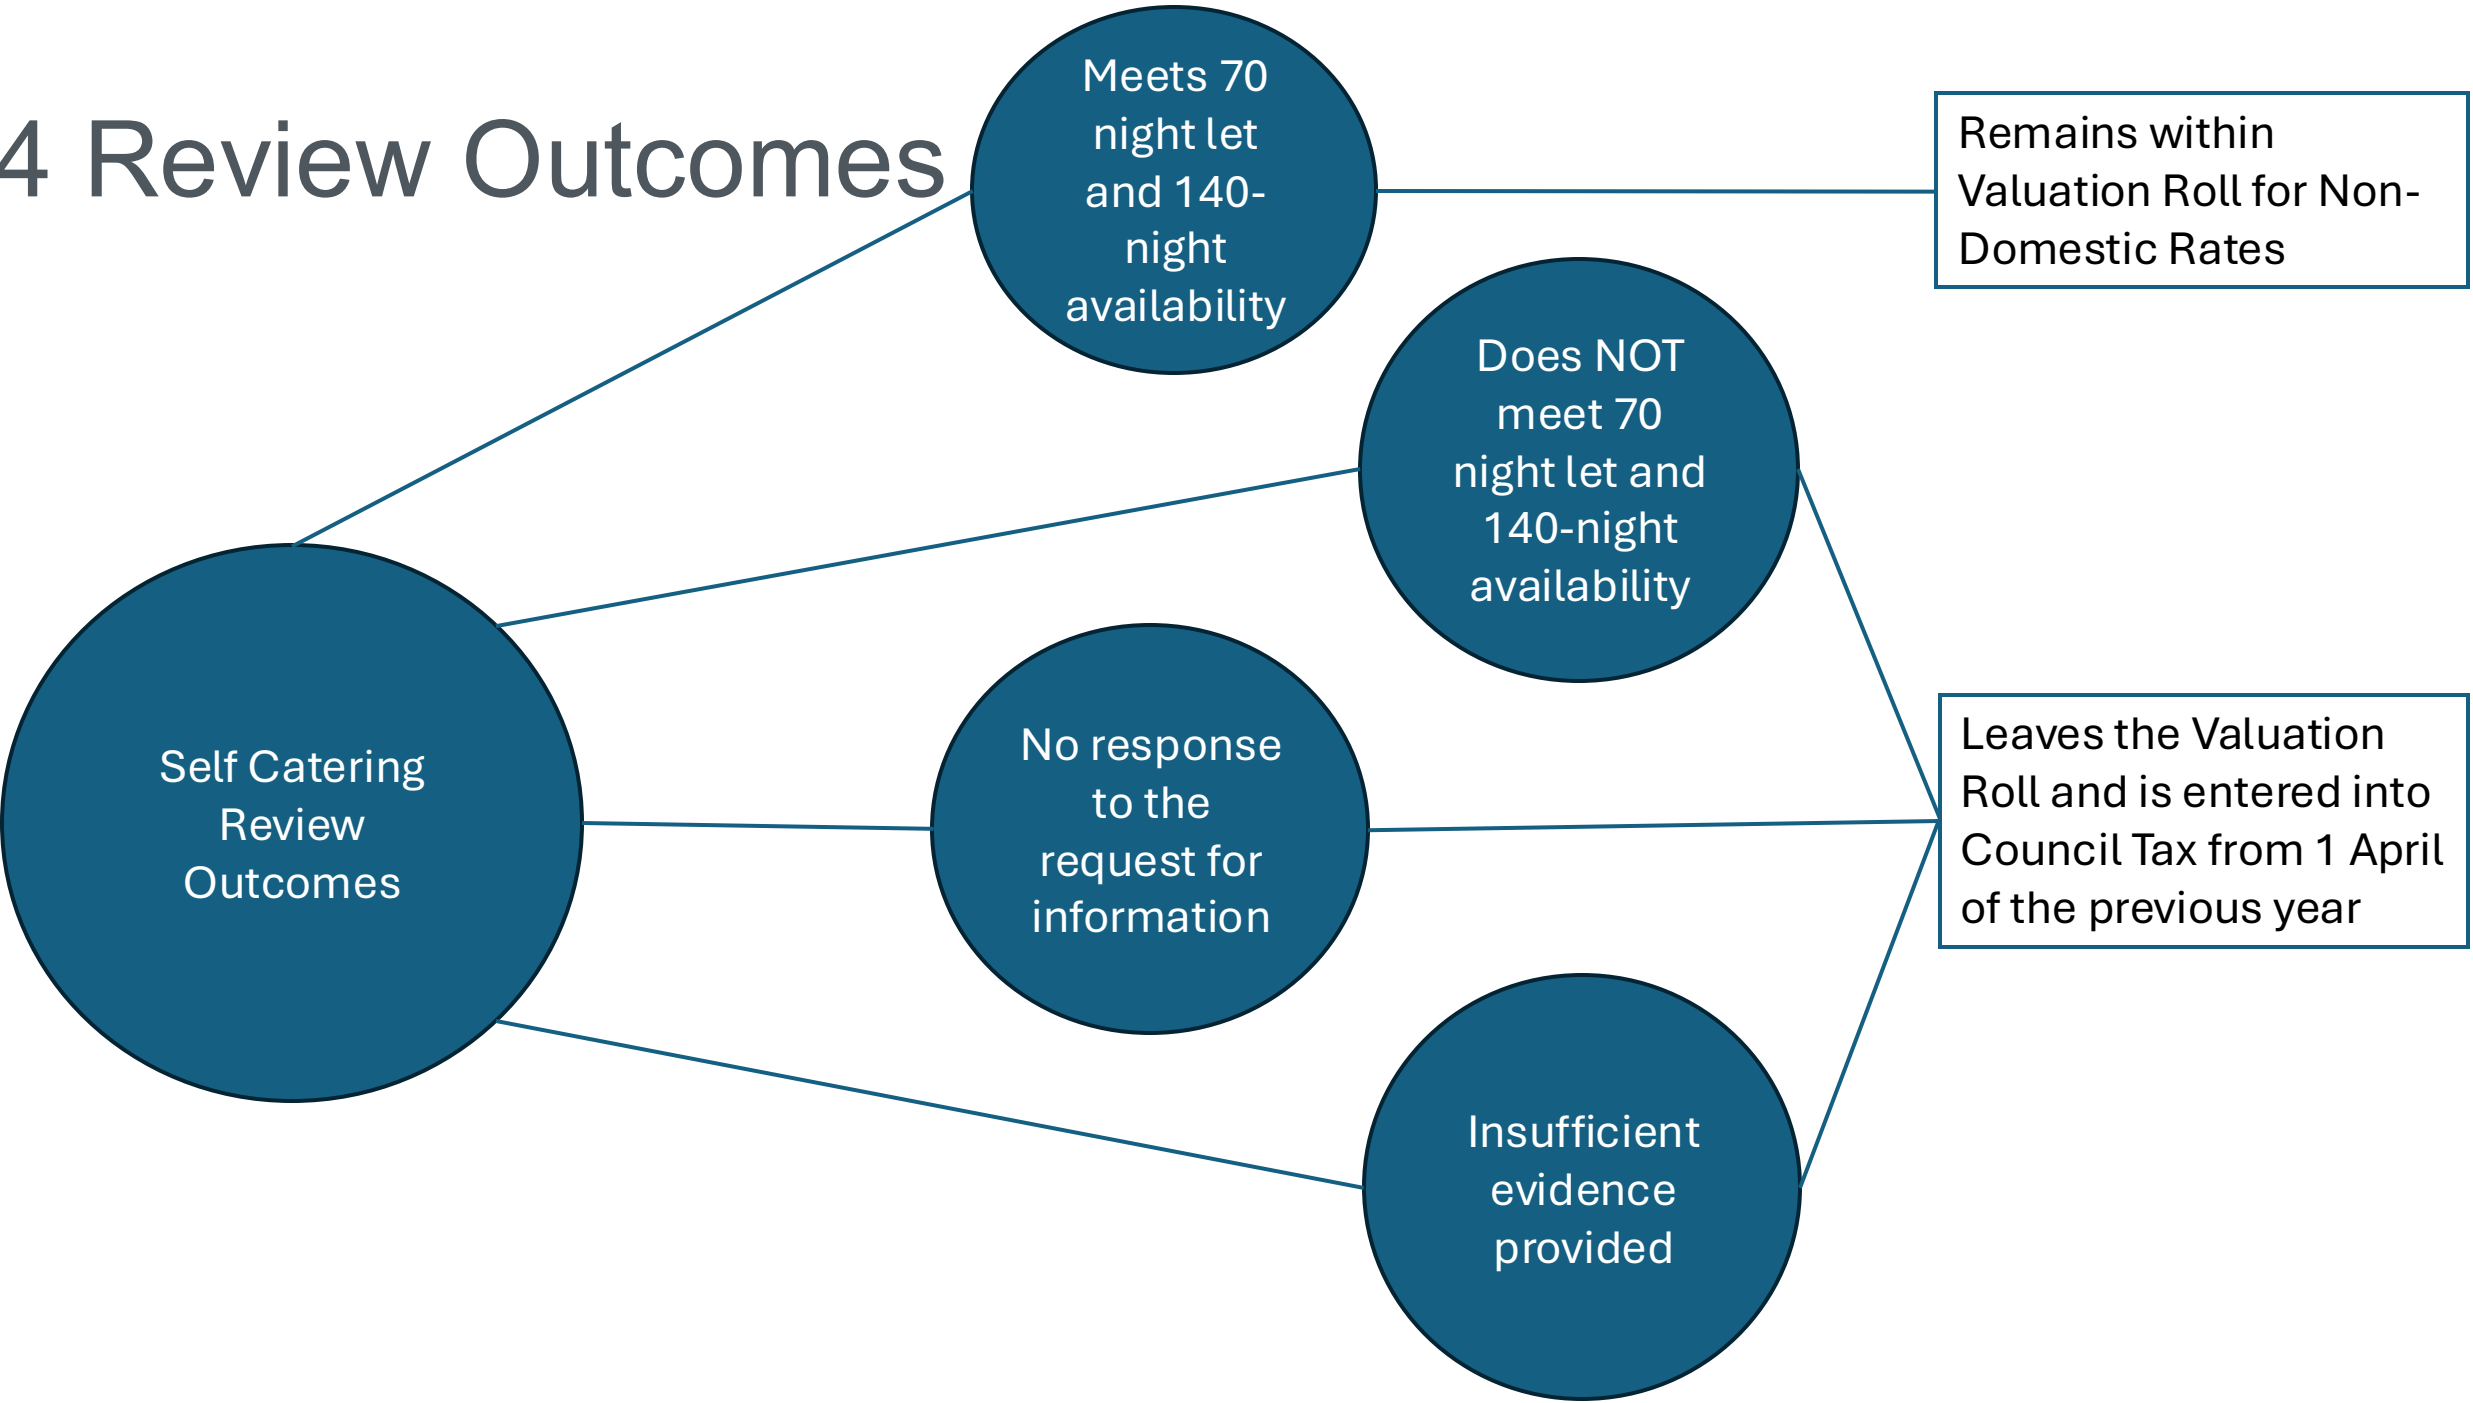 4 Review Outcomes
Meets 70
night let
and 140-
night
availability
Remains within
Valuation Roll for Non-
Domestic Rates
Does NOT
meet 70
night let and
140-night
availability
Self Catering
Review
Outcomes
No response
to the
request for
information
Leaves the Valuation
Roll and is entered into
Council Tax from 1 April
of the previous year
Insufficient
evidence
provided